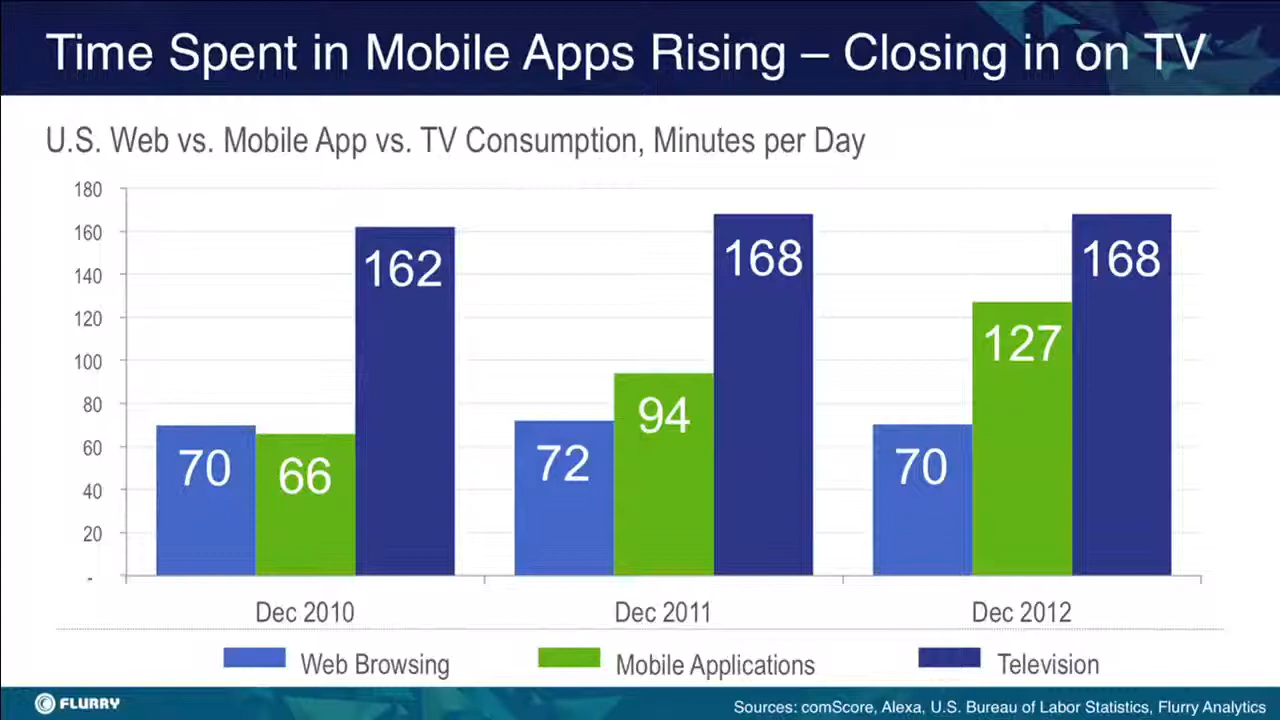 Time Spent in Mobile Apps Rising – Closing in on TV
U.S. Web vs. Mobile App vs. TV Consumption, Minutes per Day
180
160
140
120
100
80
60
40
20
-
70
66
162
72
94
168
70
127
168
Dec 2010
Dec 2011
Dec 2012
Web Browsing
Mobile Applications
Television
FLURRY
Sources: comScore, Alexa, U.S. Bureau of Labor Statistics, Flurry Analytics